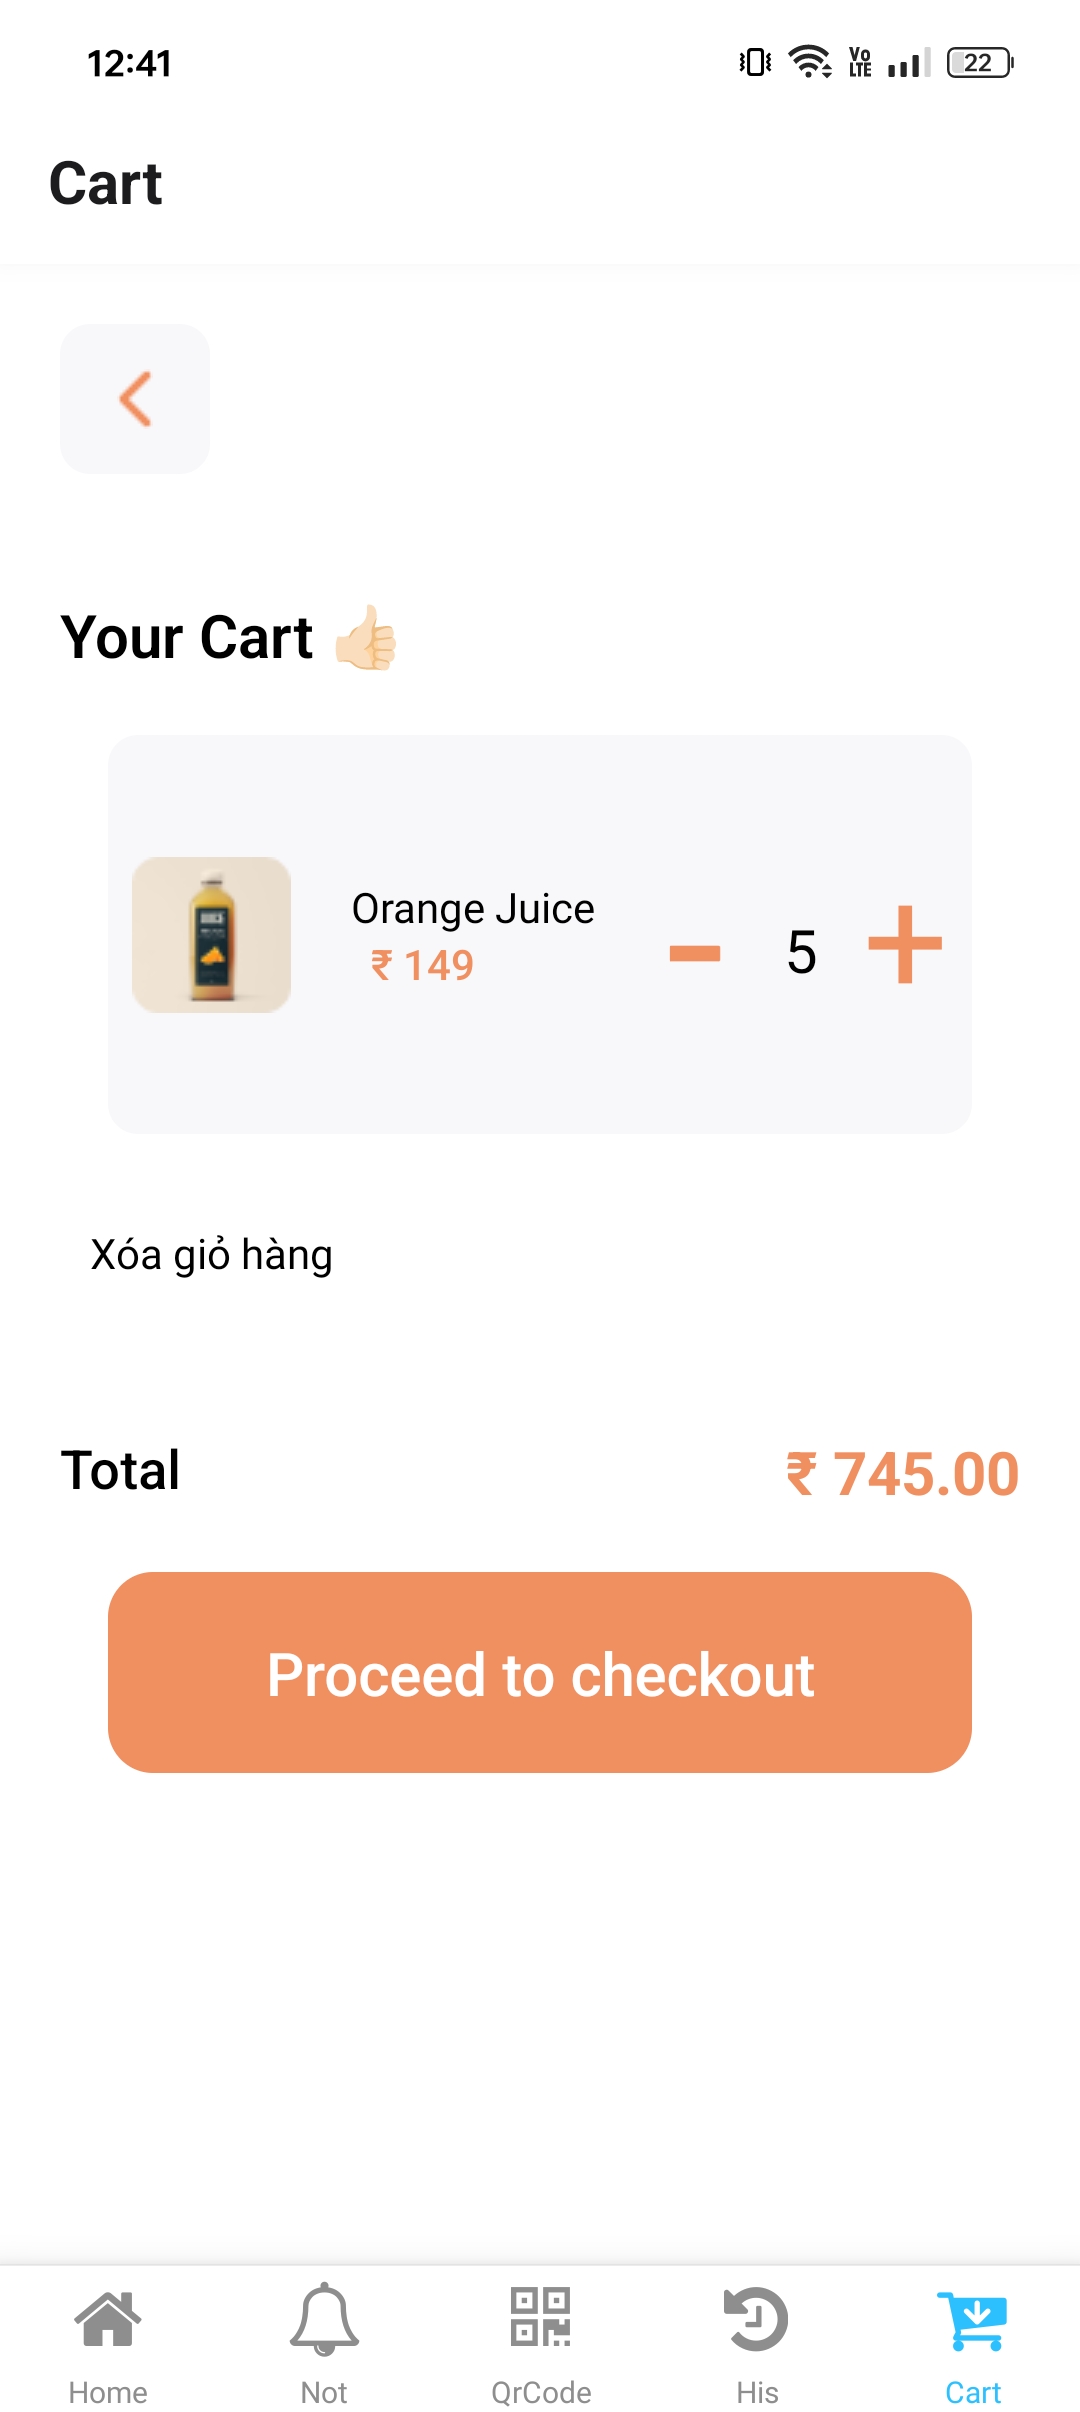 12:41
Vo LTE
22
Cart
Your Cart 👍🏻
Orange Juice
₹ 149
5
Xóa giỏ hàng
Total
₹ 745.00
Proceed to checkout
Home
Not
QrCode
His
Cart